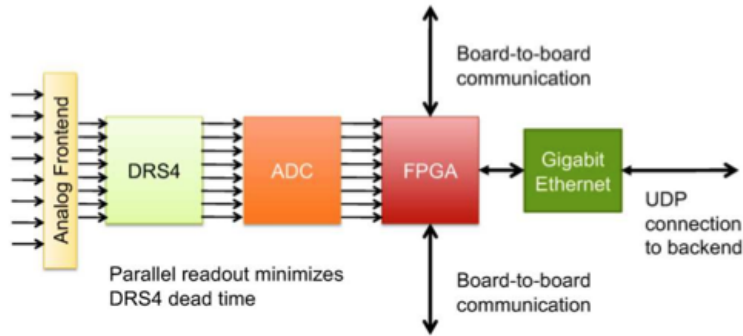 Board-to-board
communication
Analog Frontend
DRS4
ADC
FPGA
Gigabit
Ethernet
UDP
connection
to backend
Parallel readout minimizes
DRS4 dead time
Board-to-board
communication